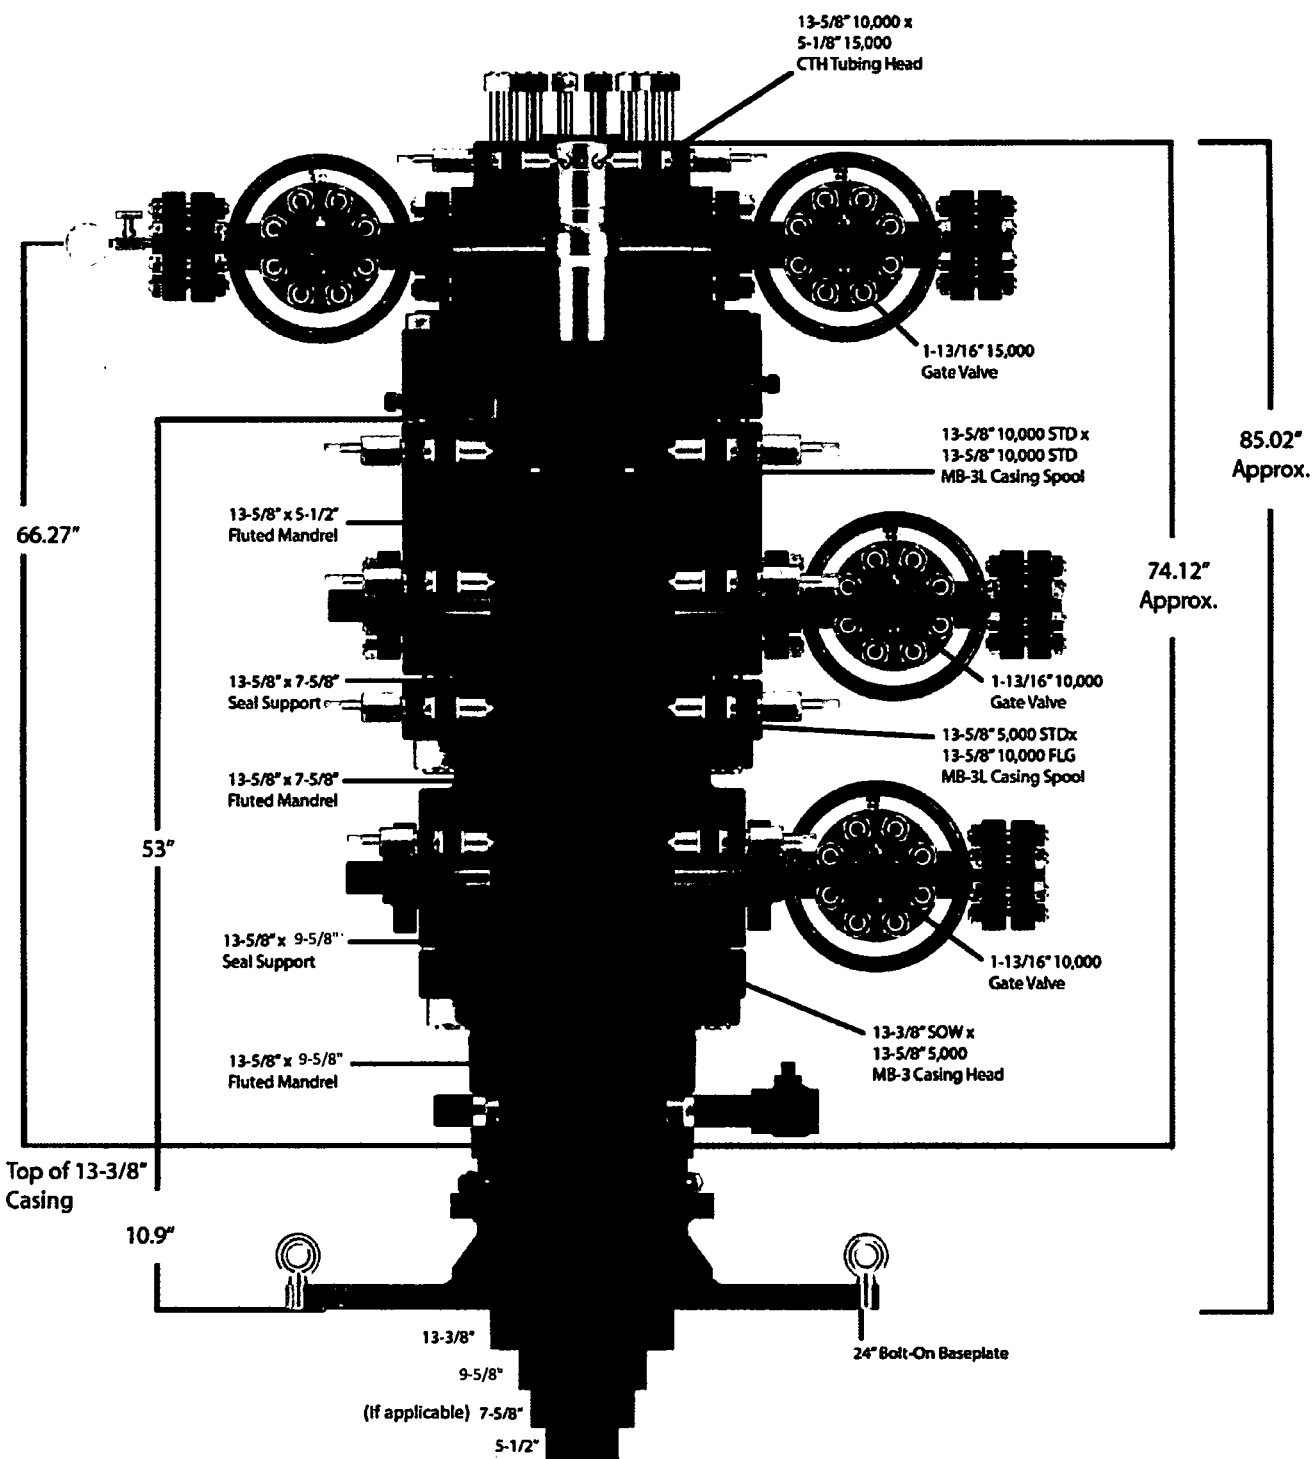 13-5/8" 10,000 x
5-1/8" 15,000
CTH Tubing Head
1-13/16" 15,000
Gate Valve
13-5/8" 10,000 STD x
13-5/8" 10,000 STD
MB-3L Casing Spool
85.02"
Approx.
66.27"
13-5/8" x 5-1/2"
Fluted Mandrel
74.12"
Approx.
13-5/8" x 7-5/8"
Seal Support
1-13/16" 10,000
Gate Valve
13-5/8" 5,000 STDx
13-5/8" 10,000 FLG
MB-3L Casing Spool
13-5/8" x 7-5/8"
Fluted Mandrel
53"
13-5/8" x 9-5/8"
Seal Support
1-13/16" 10,000
Gate Valve
13-3/8" SOW x
13-5/8" 5,000
MB-3 Casing Head
13-5/8" x 9-5/8"
Fluted Mandrel
Top of 13-3/8"
Casing
10.9"
13-3/8"
24" Bolt-On Baseplate
9-5/8"
(If applicable) 7-5/8"
5-1/2"